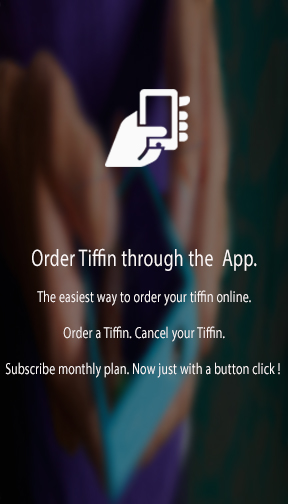 Order Tiffin through the  App.
The easiest way to order your tiffin online.
Order a Tiffin. Cancel your Tiffin.
Subscribe monthly plan. Now just with a button click !